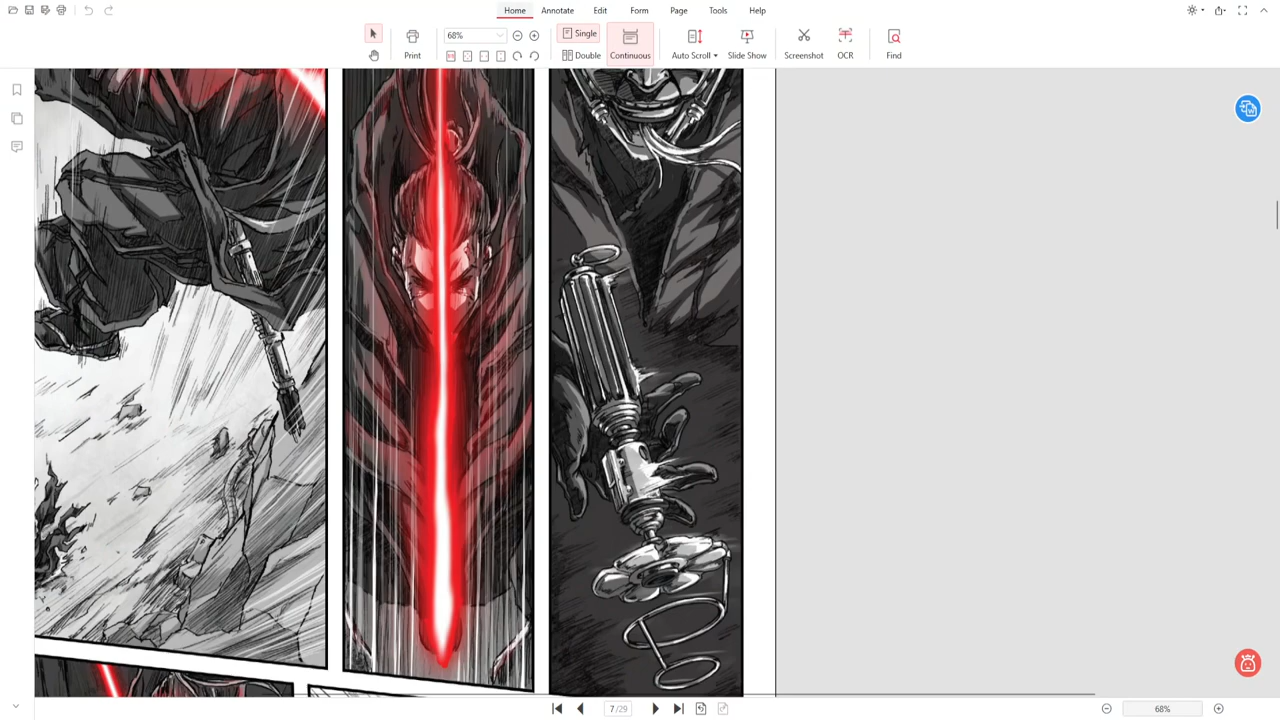 Home Annotate Edit Form Page Tools Help
68% Single
Print Double Continuous Auto Scroll Slide Show Screenshot OCR Find
W
7 /29 68%